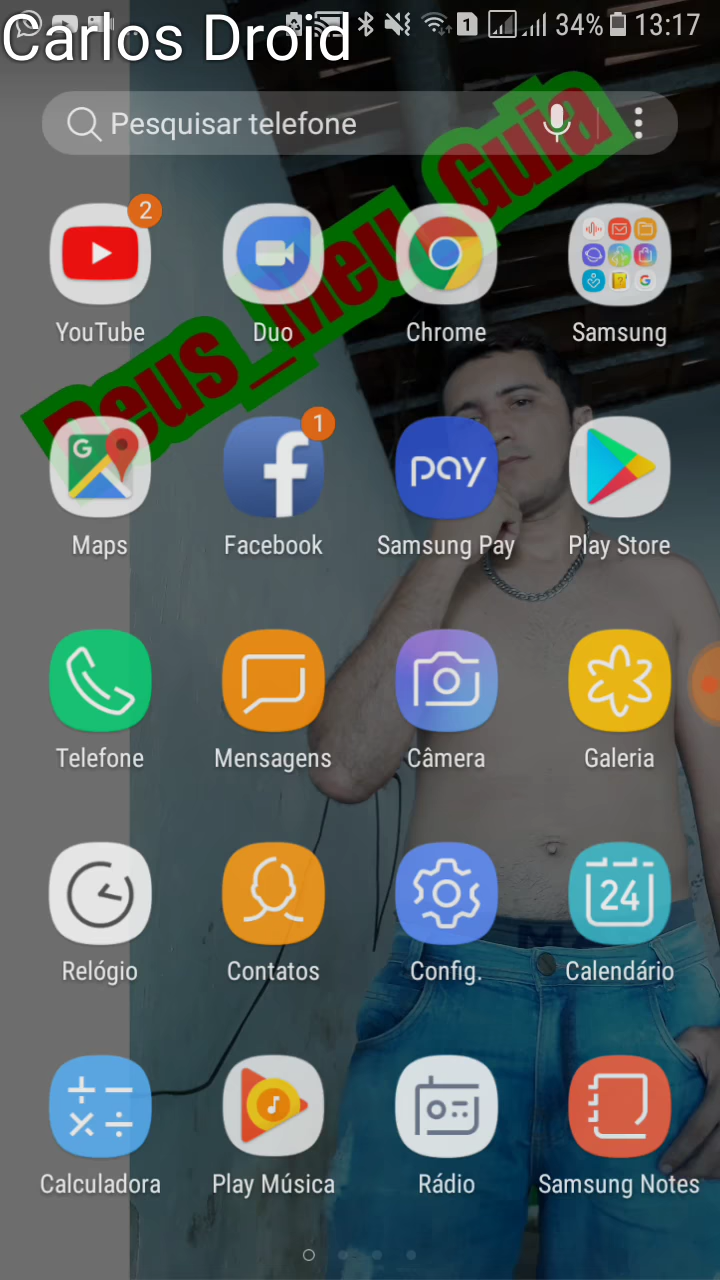 Carlos Droid
1 34% 13:17
Pesquisar telefone
Deus_Meu_Guia
2
YouTube Duo Chrome Samsung
G
1
f pay
Maps Facebook Samsung Pay Play Store
Telefone Mensagens Câmera Galeria
24
Relógio Contatos Config. Calendário
Calculadora Play Música Rádio Samsung Notes